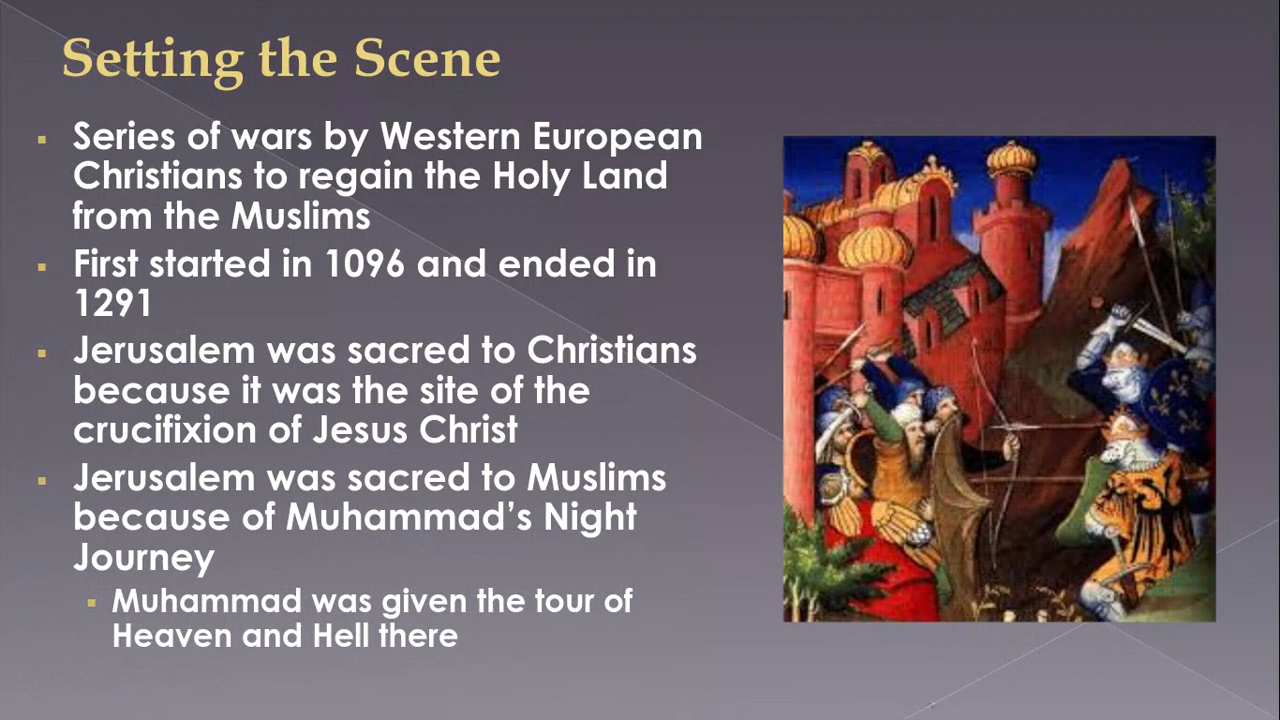 Setting the Scene
Series of wars by Western European
Christians to regain the Holy Land
from the Muslims
First started in 1096 and ended in
1291
Jerusalem was sacred to Christians
because it was the site of the
crucifixion of Jesus Christ
Jerusalem was sacred to Muslims
because of Muhammad’s Night
Journey
Muhammad was given the tour of
Heaven and Hell there